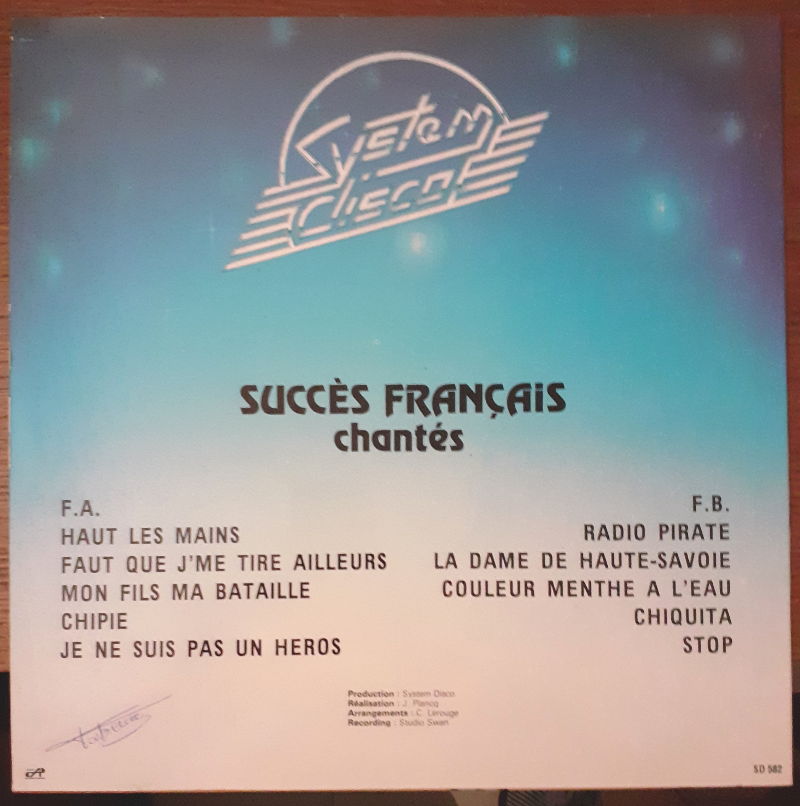 System
disco
SUCCÈS FRANÇAIS
chantés
F.A.
HAUT LES MAINS
FAUT QUE J'ME TIRE AILLEURS
MON FILS MA BATAILLE
CHIPIE
JE NE SUIS PAS UN HEROS
F.B.
RADIO PIRATE
LA DAME DE HAUTE-SAVOIE
COULEUR MENTHE A L'EAU
CHIQUITA
STOP
Production : System Disco
Réalisation : J. Plancq
Arrangements : C. Lerouge
Recording : Studio Swan
SD 582